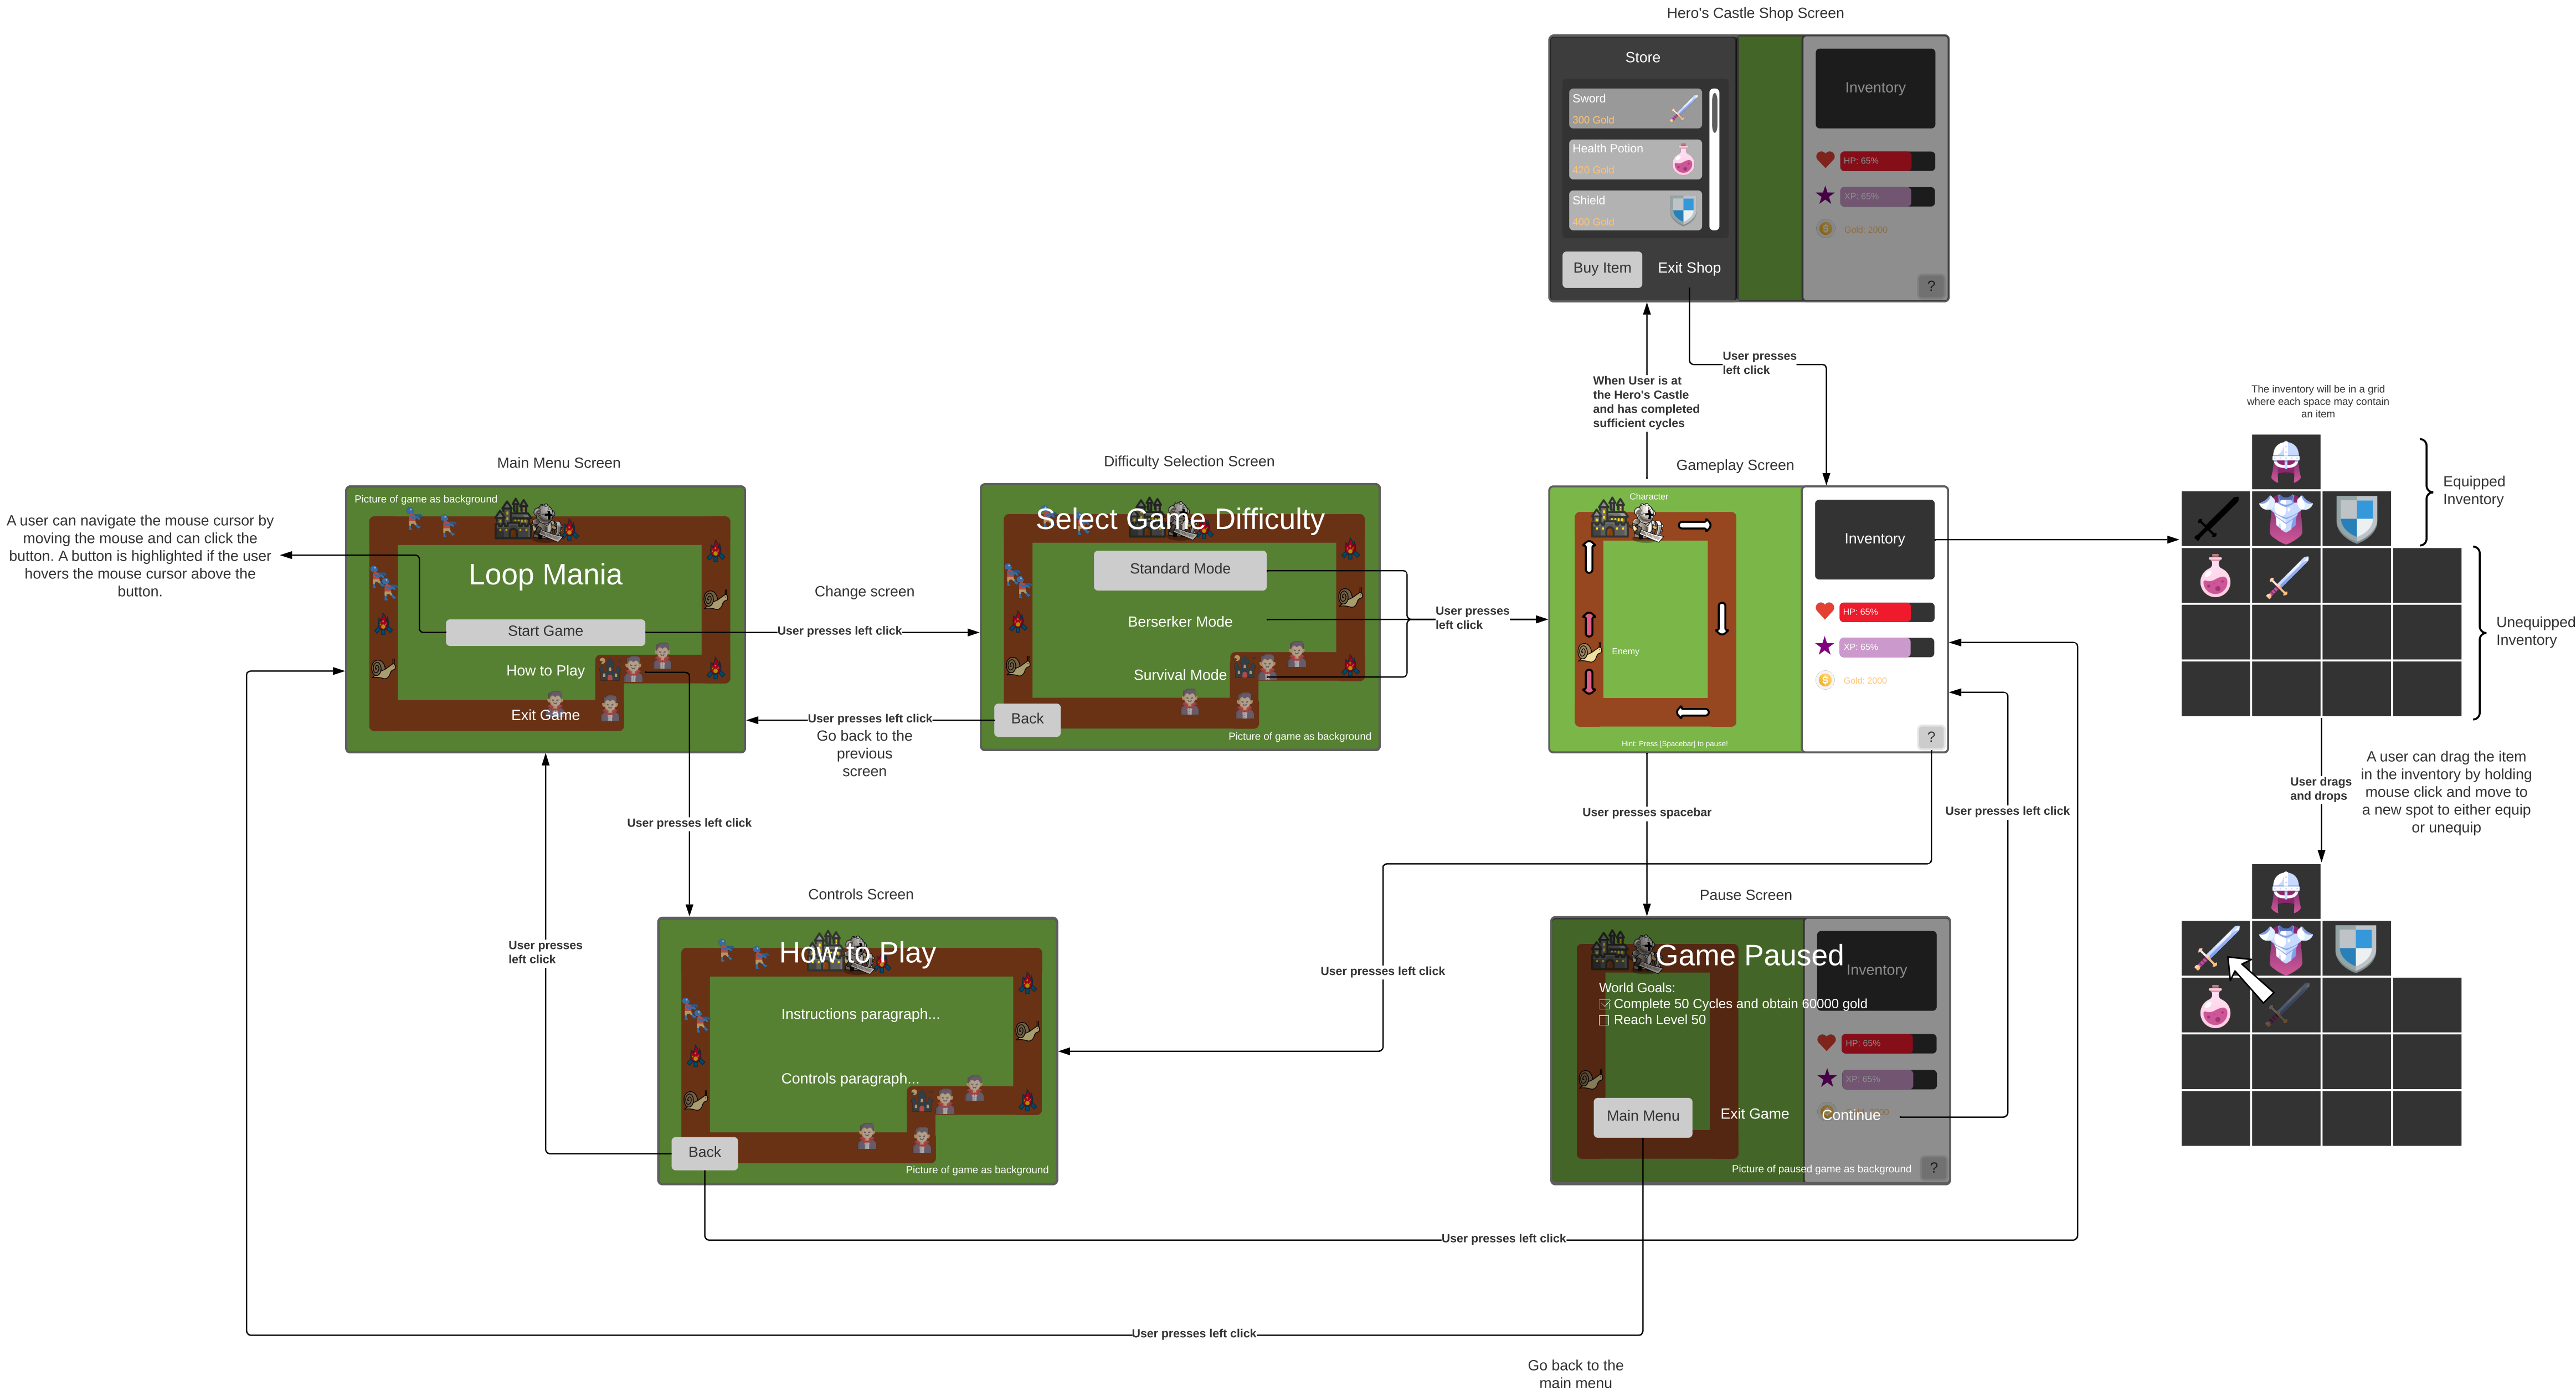 Hero's Castle Shop Screen
Store
Sword
300 Gold
Health Potion
420 Gold
Shield
400 Gold
Buy Item
Exit Shop
Inventory
HP: 65%
XP: 65%
Gold: 2000
?
When User is at
the Hero's Castle
and has completed
sufficient cycles
User presses
left click
The inventory will be in a grid
where each space may contain
an item
Equipped
Inventory
Unequipped
Inventory
Main Menu Screen
Picture of game as background
Loop Mania
Start Game
How to Play
Exit Game
A user can navigate the mouse cursor by
moving the mouse and can click the
button. A button is highlighted if the user
hovers the mouse cursor above the
button.
Change screen
User presses left click
User presses left click
Go back to the
previous
screen
Difficulty Selection Screen
Select Game Difficulty
Standard Mode
Berserker Mode
Survival Mode
Back
Picture of game as background
User presses
left click
Gameplay Screen
Character
Enemy
Hint: Press [Spacebar] to pause!
Inventory
HP: 65%
XP: 65%
Gold: 2000
?
User drags
and drops
A user can drag the item
in the inventory by holding
mouse click and move to
a new spot to either equip
or unequip
User presses left click
User presses spacebar
User presses left click
User presses
left click
Controls Screen
How to Play
Instructions paragraph...
Controls paragraph...
Back
Picture of game as background
User presses left click
Pause Screen
Game Paused
Inventory
World Goals:
Complete 50 Cycles and obtain 60000 gold
Reach Level 50
HP: 65%
XP: 65%
Main Menu
Exit Game
Continue
Picture of paused game as background
?
User presses left click
User presses left click
Go back to the
main menu